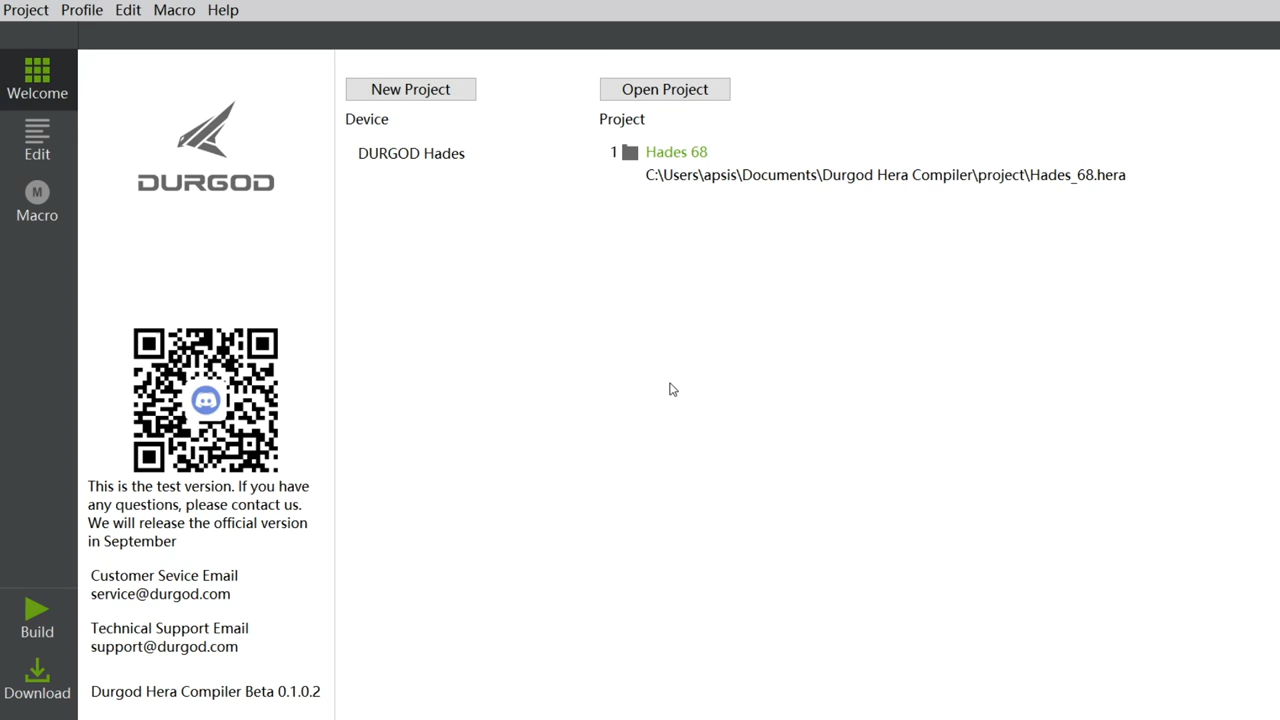 Project Profile Edit Macro Help
Welcome
Edit
M
Macro
Build
Download
DURGOD
This is the test version. If you have
any questions, please contact us.
We will release the official version
in September
Customer Sevice Email
service@durgod.com
Technical Support Email
support@durgod.com
Durgod Hera Compiler Beta 0.1.0.2
New Project
Device
DURGOD Hades
Open Project
Project
1 Hades 68
C:\Users\apsis\Documents\Durgod Hera Compiler\project\Hades_68.hera